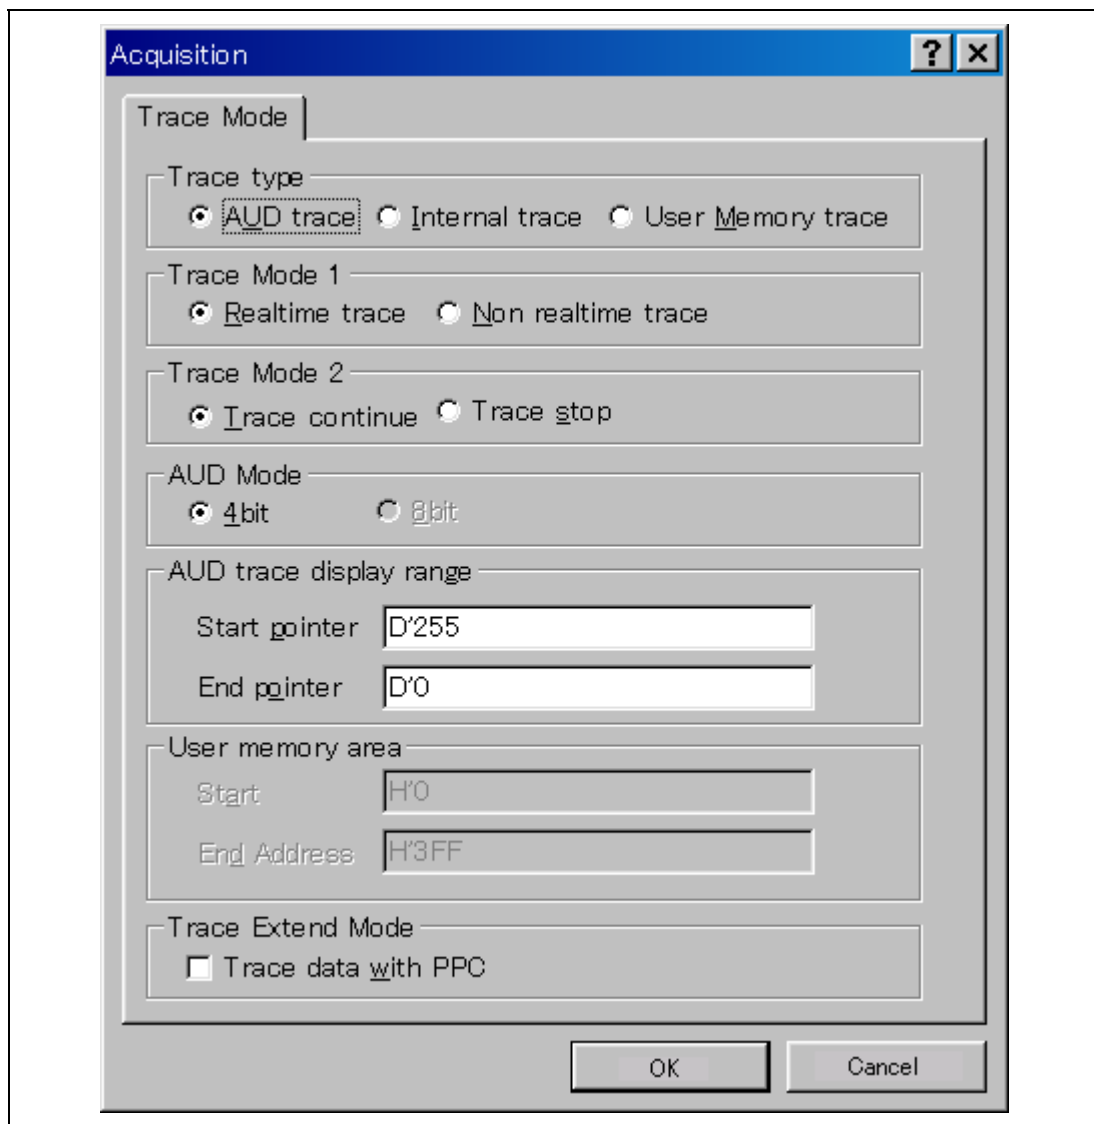 Acquisition
Trace Mode
Trace type
AUD trace Internal trace User Memory trace
Trace Mode 1
Realtime trace Non realtime trace
Trace Mode 2
Trace continue Trace stop
AUD Mode
4bit 8bit
AUD trace display range
Start pointer D'255
End pointer D'0
User memory area
Start H'0
End Address H'3FF
Trace Extend Mode
Trace data with PPC
OK Cancel